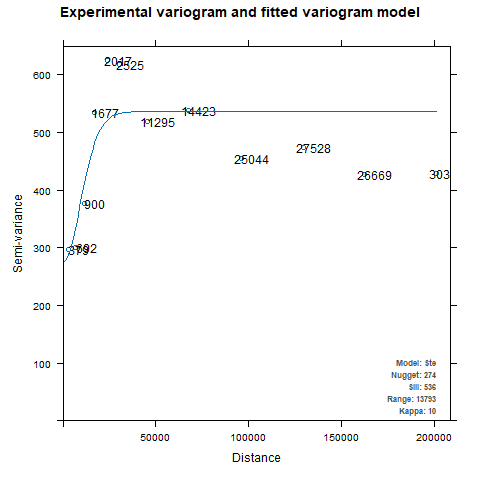 Experimental variogram and fitted variogram model
600
500
400
300
200
100
Semi-variance
2017
2525
1677
14423
11295
27528
25044
26669
303
900
379
692
Model: Ste
Nugget: 274
Sill: 536
Range: 13793
Kappa: 10
50000
100000
150000
200000
Distance